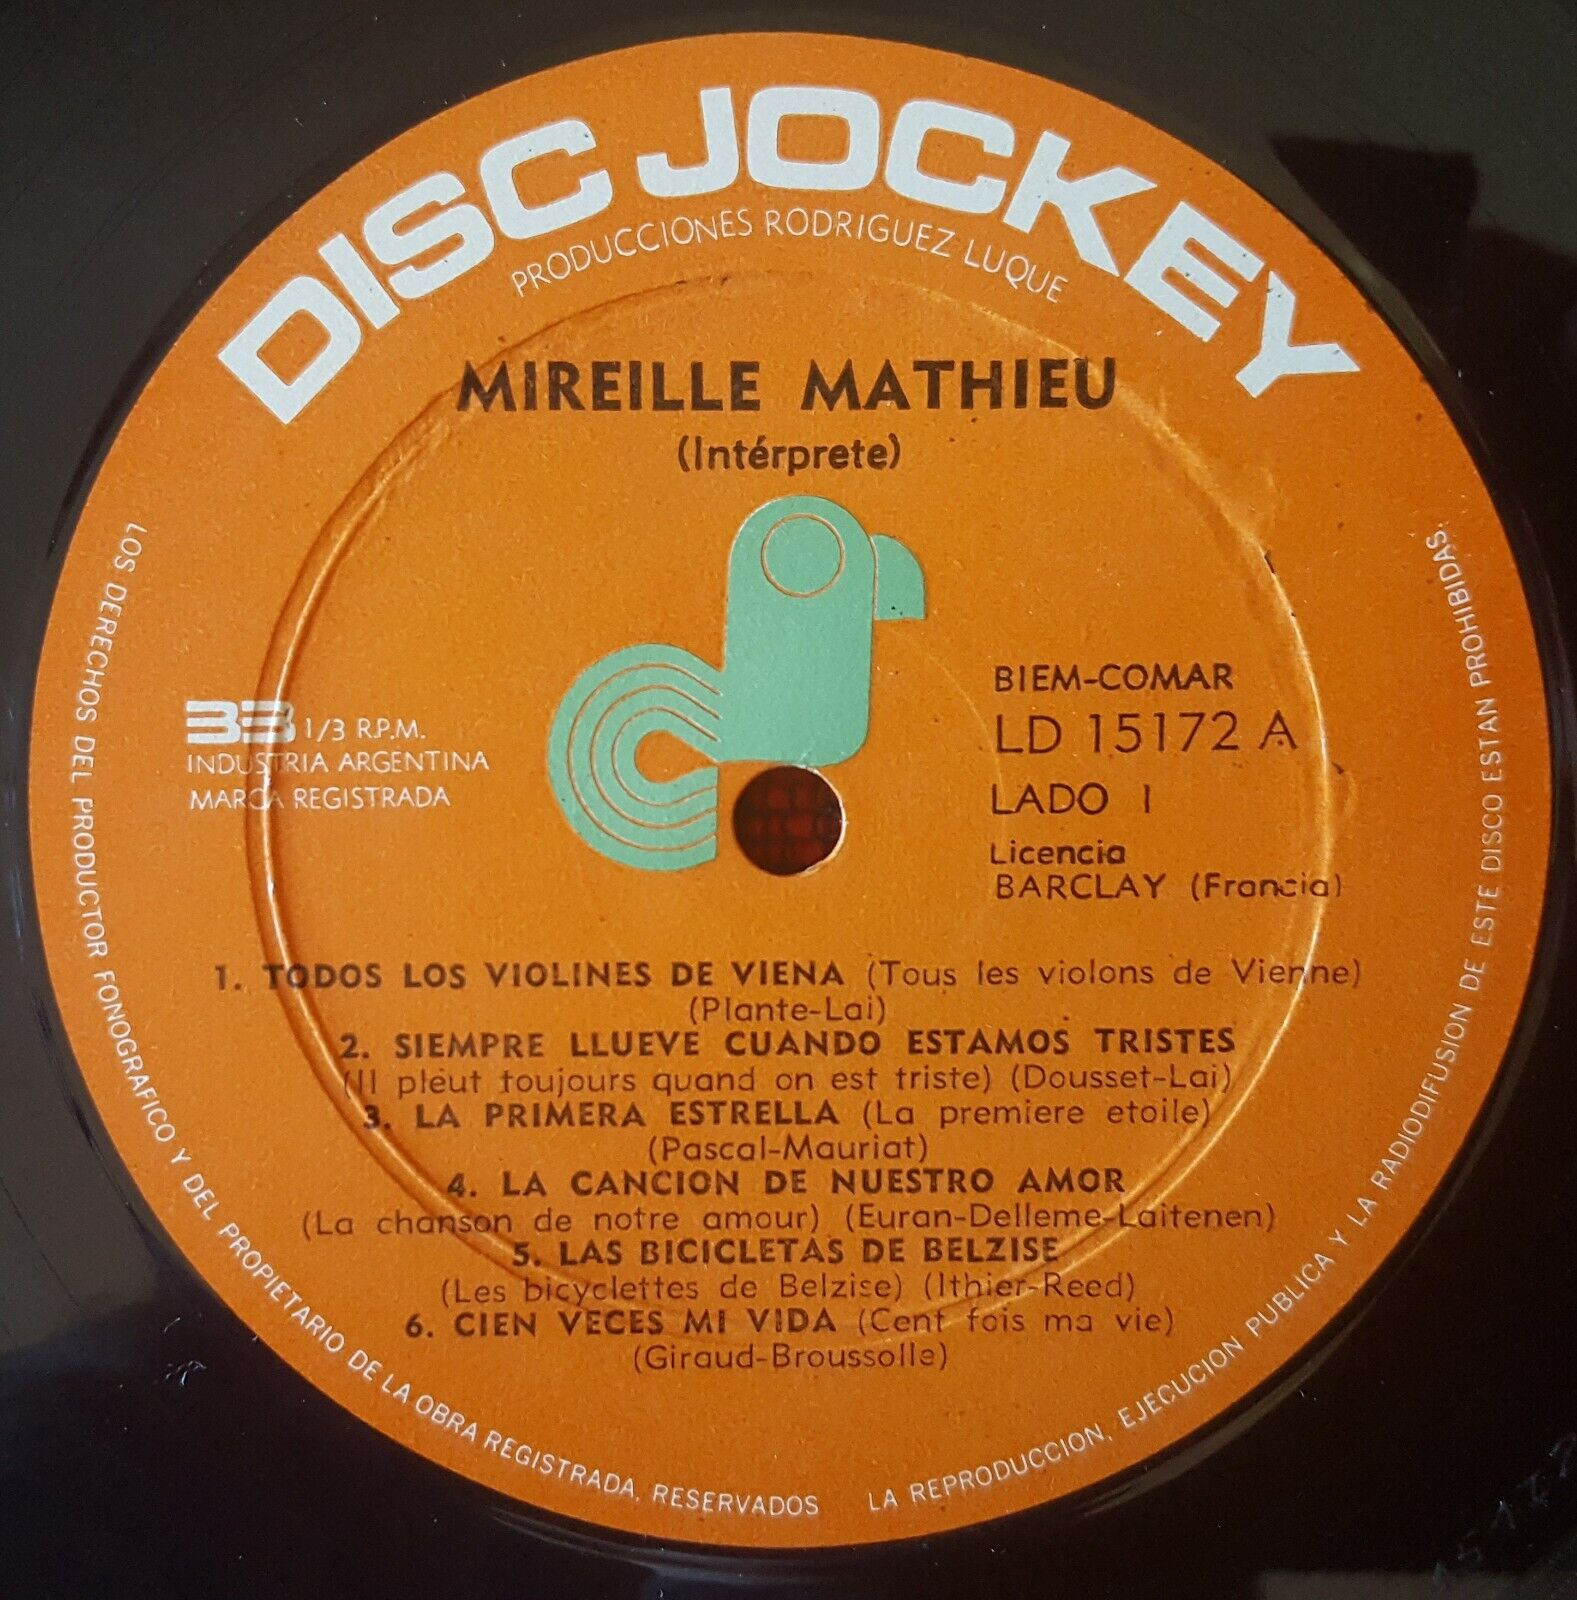 DISC JOCKEY
PRODUCCIONES RODRIGUEZ LUQUE
MIREILLE MATHIEU
(Intérprete)
33 1/3 R.P.M.
INDUSTRIA ARGENTINA
MARCA REGISTRADA
BIEM-COMAR
LD 15172 A
LADO I
Licencia
BARCLAY (Francia)
1. TODOS LOS VIOLINES DE VIENA (Tous les violons de Vienne)
(Plante-Lai)
2. SIEMPRE LLUEVE CUANDO ESTAMOS TRISTES
(Il pleut toujours quand on est triste) (Dousset-Lai)
3. LA PRIMERA ESTRELLA (La premiere etoile)
(Pascal-Mauriat)
4. LA CANCION DE NUESTRO AMOR
(La chanson de notre amour) (Euran-Delleme-Laitenen)
5. LAS BICICLETAS DE BELZISE
(Les bicyclettes de Belzise) (Ithier-Reed)
6. CIEN VECES MI VIDA (Cent fois ma vie)
(Giraud-Broussolle)
LOS DERECHOS DEL PRODUCTOR FONOGRAFICO Y DEL PROPIETARIO DE LA OBRA REGISTRADA, RESERVADOS
LA REPRODUCCION, EJECUCION PUBLICA Y LA RADIODIFUSION DE ESTE DISCO ESTAN PROHIBIDAS.